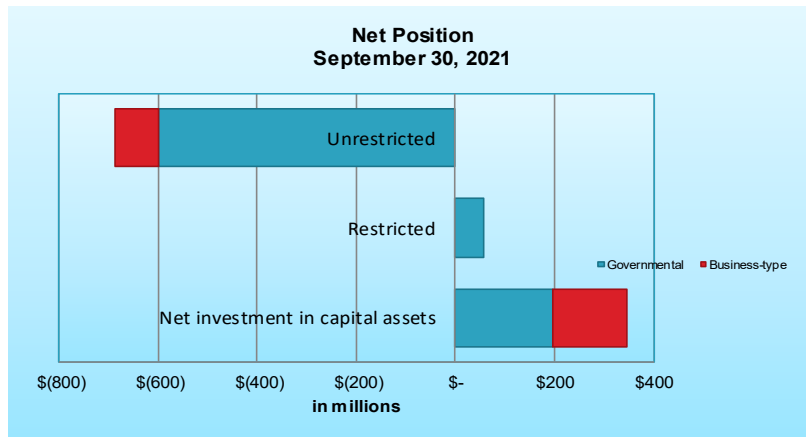 Net Position
September 30, 2021
Unrestricted
Restricted
Governmental Business-type
Net investment in capital assets
$(800) $(600) $(400) $(200) $- $200 $400
in millions